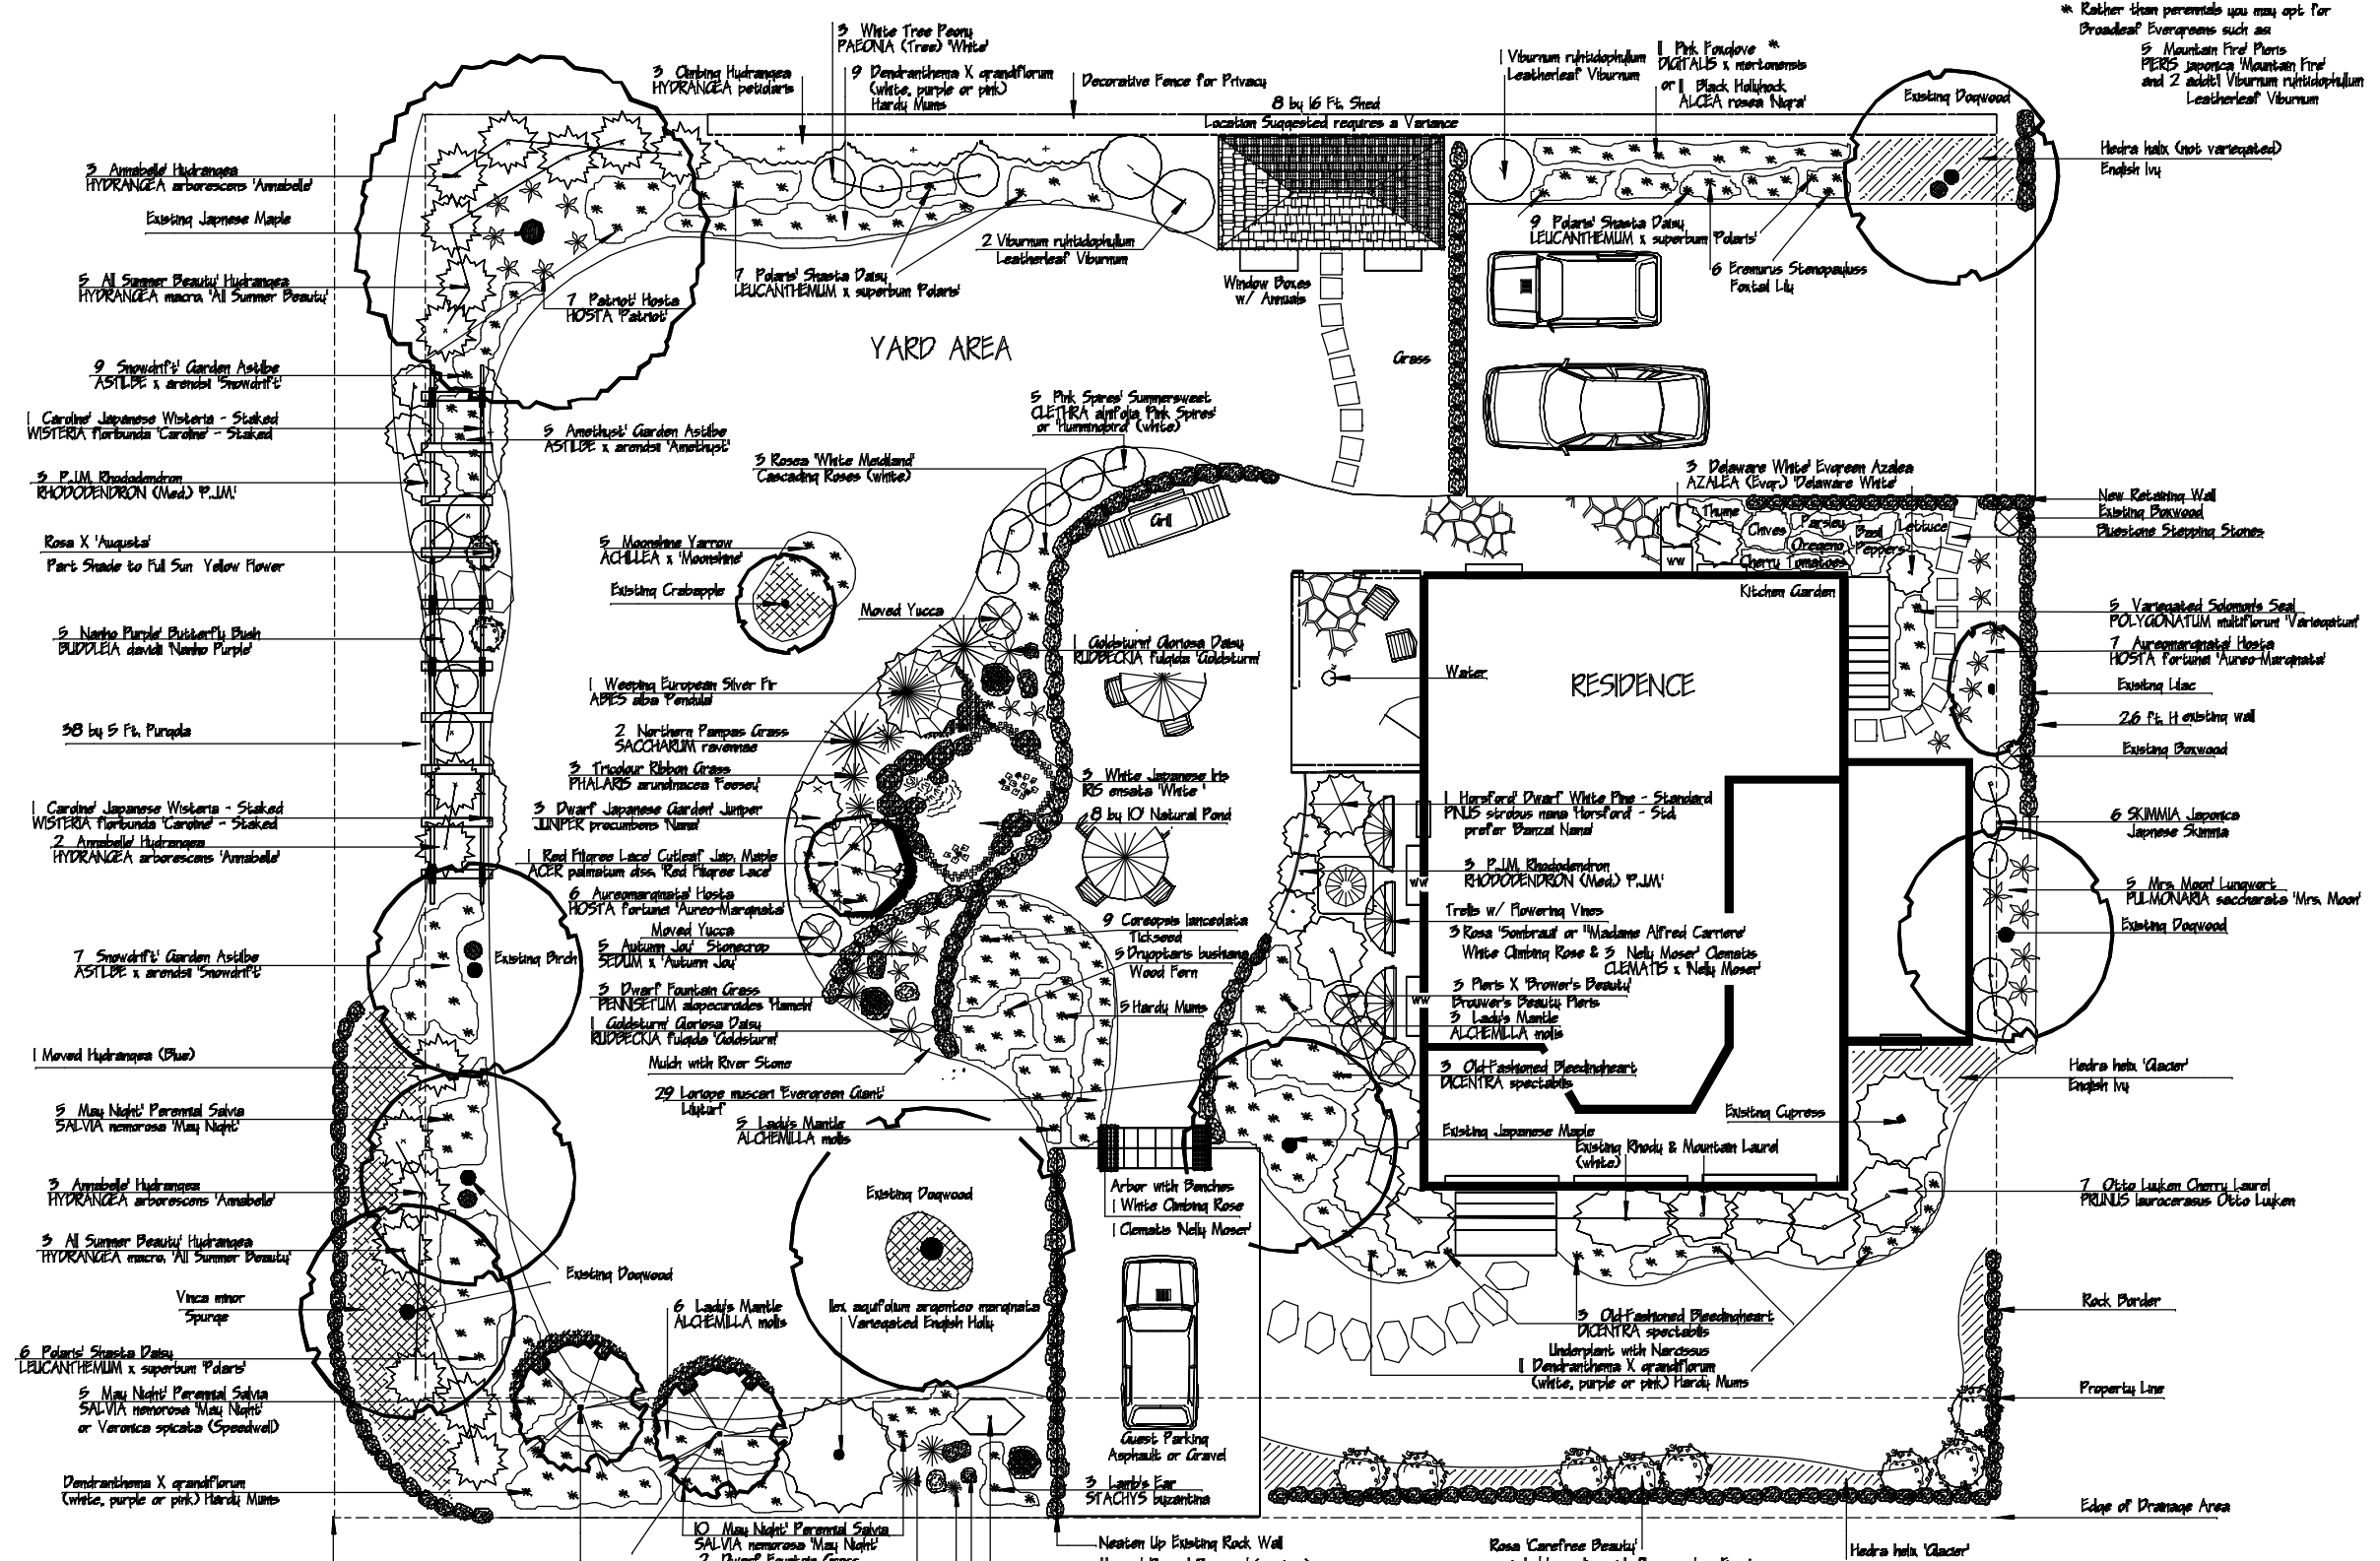 * Rather than perennials you may opt for
Broadleaf Evergreens such as:
5 'Mountain Fire' Pieris
PIERIS japonica 'Mountain Fire'
and 2 addt'l Viburnum ryhtidophyllum
Leatherleaf Viburnum
3 White Tree Peony
PAEONIA (Tree) 'White'
3 Climbing Hydrangea
HYDRANGEA petiolaris
9 Dendranthema X grandiflorum
(white, purple or pink)
Hardy Mums
Decorative Fence for Privacy
8 by 16 Ft. Shed
Location Suggested requires a Variance
1 Viburnum ryhtidophyllum
Leatherleaf Viburnum
11 Pink Foxglove *
DIGITALIS x mertonensis
or 11 Black Hollyhock
ALCEA rosea 'Nigra'
Existing Dogwood
Hedra halix (not variegated)
English Ivy
3 'Annabelle' Hydrangea
HYDRANGEA arborescens 'Annabelle'
Existing Japnese Maple
5 'All Summer Beauty' Hydrangea
HYDRANGEA macro. 'All Summer Beauty'
7 'Patriot' Hosta
HOSTA 'Patriot'
7 'Polaris' Shasta Daisy
LEUCANTHEMUM x superbum 'Polaris'
2 Viburnum ryhtidophyllum
Leatherleaf Viburnum
Window Boxes
w/ Annuals
9 'Polaris' Shasta Daisy
LEUCANTHEMUM x superbum 'Polaris'
6 Eremurus Stenopayluss
Foxtail Lily
YARD AREA
Grass
9 'Snowdrift' Garden Astilbe
ASTILBE x arendsii 'Snowdrift'
1 'Caroline' Japanese Wisteria - Staked
WISTERIA floribunda 'Caroline' - Staked
5 'Amethyst' Garden Astilbe
ASTILBE x arendsii 'Amethyst'
5 'Pink Spires' Summersweet
CLETHRA alnifolia 'Pink Spires'
or 'Hummingbird' (white)
3 Rosea 'White Meidiland'
Cascading Roses (white)
3 P.J.M. Rhododendron
RHODODENDRON (Med.) 'P.J.M.'
3 'Delaware White' Evgreen Azalea
AZALEA (Evgr.) 'Delaware White'
New Retaining Wall
Existing Boxwood
Bluestone Stepping Stones
Grill
Thyme
Chives
Parsley
Basil
Lettuce
Oregeno
Peppers
Cherry Tomatoes
WW
Kitchen Garden
Rosa X 'Augusta'
Part Shade to Full Sun Yellow Flower
5 Moonshine Yarrow
ACHILLEA x 'Moonshine'
Existing Crabapple
Moved Yucca
5 Variegated Solomon's Seal
POLYGONATUM multiflorum 'Variegatum'
7 'Aureomarginata' Hosta
HOSTA fortunei 'Aureo-Marginata'
5 'Nanho Purple' Butterfly Bush
BUDDLEIA davidii 'Nanho Purple'
1 'Goldsturm' Gloriosa Daisy
RUDBECKIA fulgida 'Goldsturm'
Water
RESIDENCE
Existing Lilac
2.6 ft. H existing wall
Existing Boxwood
1 Weeping European Silver Fir
ABIES alba 'Pendula'
38 by 5 Ft. Purgola
2 Northern Pampas Grass
SACCHARUM ravennae
3 Tricolour Ribbon Grass
PHALARIS arundinacea 'Feesey'
3 White Japanese Iris
IRIS ensata 'White '
8 by 10' Natural Pond
1 'Caroline' Japanese Wisteria - Staked
WISTERIA floribunda 'Caroline' - Staked
3 Dwarf Japanese Garden Juniper
JUNIPER procumbens 'Nana'
1 'Horsford' Dwarf White Pine - Standard
PINUS strobus nana 'Horsford' - Std.
prefer 'Banzai Nana'
6 SKIMMIA Japonica
Japnese Skimmia
2 'Annabelle' Hydrangea
HYDRANGEA arborescens 'Annabelle'
1 'Red Filigree Lace' Cutleaf Jap. Maple
ACER palmatum diss. 'Red Filigree Lace'
3 P.J.M. Rhododendron
RHODODENDRON (Med.) 'P.J.M.'
WW
6 'Aureomarginata' Hosta
HOSTA fortunei 'Aureo-Marginata'
5 'Mrs. Moon' Lungwort
PULMONARIA saccharata 'Mrs. Moon'
Existing Dogwood
Moved Yucca
9 Coreopsis lanceolata
Tickseed
Trellis w/ Flowering Vines
3 Rosa 'Sombrauil' or "Madame Alfred Carriere'
White Climbing Rose & 3 'Nelly Moser' Clematis
CLEMATIS x 'Nelly Moser'
5 'Autumn Joy' Stonecrop
SEDUM x 'Autumn Joy'
5 Dryoptaris bushang
Wood Fern
7 'Snowdrift' Garden Astilbe
ASTILBE x arendsii 'Snowdrift'
Existing Birch
3 Dwarf Fountain Grass
PENNISETUM alopecuroides 'Hameln'
5 Hardy Mums
3 Pieris X 'Brower's Beauty'
Brouwer's Beauty Pieris
WW
3 Lady's Mantle
ALCHEMILLA mollis
1 'Goldsturm' Gloriosa Daisy
RUDBECKIA fulgida 'Goldsturm'
1 Moved Hydrangea (Blue)
Mulch with River Stone
3 Old-Fashioned Bleedingheart
DICENTRA spectabilis
Hedra helix 'Glacier'
English Ivy
29 Loriope muscari 'Evergreen Giant'
Lilyturf
5 'May Night' Perennial Salvia
SALVIA nemorosa 'May Night'
5 Lady's Mantle
ALCHEMILLA mollis
Existing Cypress
Existing Japanese Maple
Existing Rhody & Mountain Laurel
(white)
3 'Annabelle' Hydrangea
HYDRANGEA arborescens 'Annabelle'
Existing Dogwood
Arbor with Benches
1 White Climbing Rose
1 Clematis 'Nelly Moser'
7 Otto Luyken Cherry Laurel
PRUNUS laurocerasus Otto Luyken
3 'All Summer Beauty' Hydrangea
HYDRANGEA macro. 'All Summer Beauty'
Existing Dogwood
Vinca minor
Spurge
6 Lady's Mantle
ALCHEMILLA mollis
Ilex aquifolium argenteo marginata
Variegated English Holly
3 Old-Fashioned Bleedingheart
DICENTRA spectabilis
Underplant with Narcissus
11 Dendranthema X grandiflorum
(white, purple or pink) Hardy Mums
Rock Border
6 'Polaris' Shasta Daisy
LEUCANTHEMUM x superbum 'Polaris'
5 'May Night' Perennial Salvia
SALVIA nemorosa 'May Night'
or Veronica spicata (Speedwell)
Property Line
Guest Parking
Asphalt or Gravel
Dendranthema X grandiflorum
(white, purple or pink) Hardy Mums
3 Lamb's Ear
STACHYS byzantina
Edge of Drainage Area
10 'May Night' Perennial Salvia
SALVIA nemorosa 'May Night'
2 Dwarf Fountain Grass
Neaten Up Existing Rock Wall
Rosa 'Carefree Beauty'
Hedra helix 'Glacier'